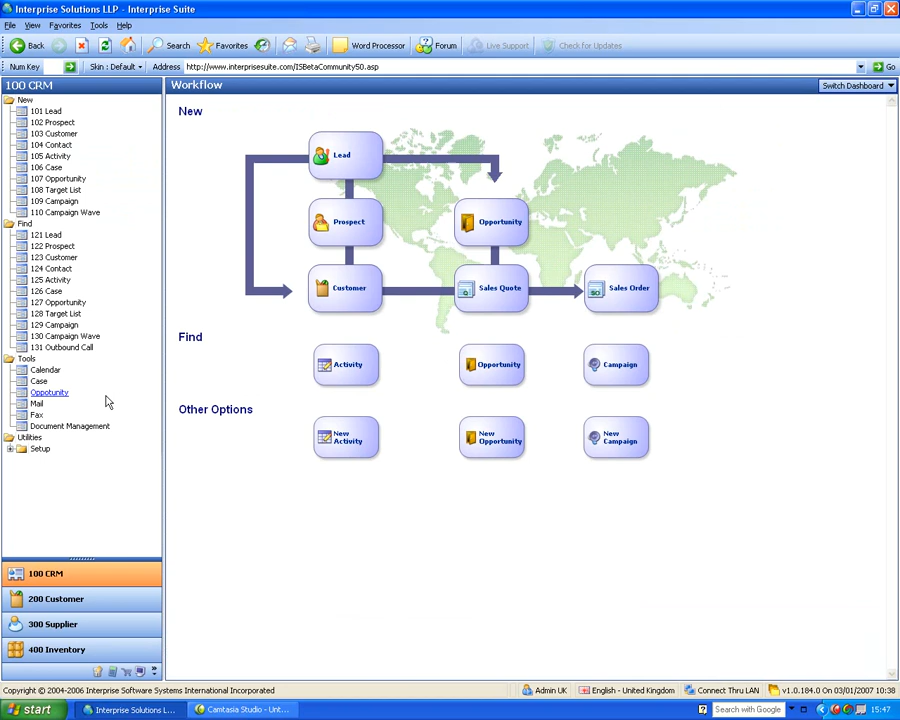 Interprise Solutions LLP - Interprise Suite
File View Favorites Tools Help
Back Search Favorites Word Processor Forum Live Support Check for Updates
Num Key Skin : Default Address http://www.interprisesuite.com/ISBetaCommunity50.asp Go
100 CRM
New
101 Lead
102 Prospect
103 Customer
104 Contact
105 Activity
106 Case
107 Opportunity
108 Target List
109 Campaign
110 Campaign Wave
Find
121 Lead
122 Prospect
123 Customer
124 Contact
125 Activity
126 Case
127 Opportunity
128 Target List
129 Campaign
130 Campaign Wave
131 Outbound Call
Tools
Calendar
Case
Oppotunity
Mail
Fax
Document Management
Utilities
Setup
100 CRM
200 Customer
300 Supplier
400 Inventory
Workflow
Switch Dashboard
New
Lead
Prospect
Opportunity
Customer
Sales Quote
Sales Order
Find
Activity
Opportunity
Campaign
Other Options
New Activity
New Opportunity
New Campaign
Copyright © 2004-2006 Interprise Software Systems International Incorporated
Admin UK English - United Kingdom Connect Thru LAN v1.0.184.0 On 03/01/2007 10:38
start Interprise Solutions L... Camtasia Studio - Unt... Search with Google 15:47